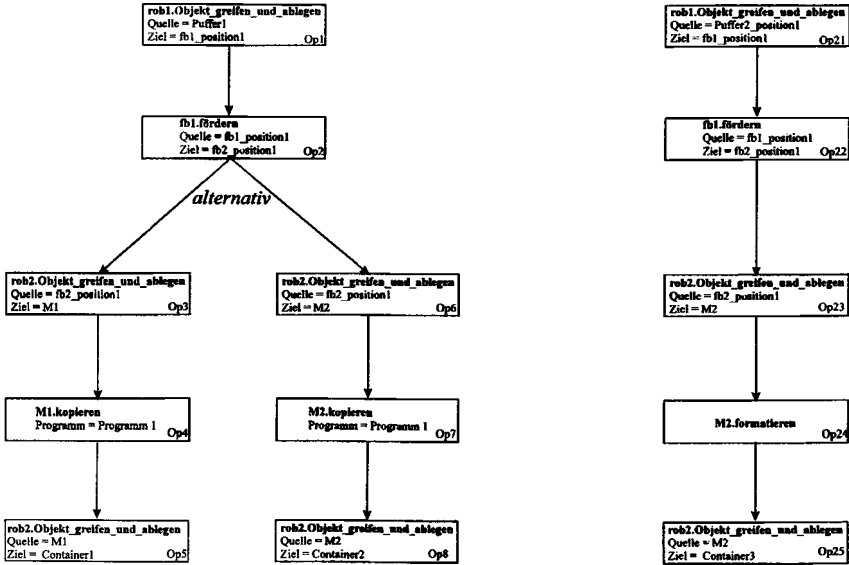 rob1.Objekt_greifen_und_ablegen
Quelle = Puffer1
Ziel = fb1_position1
Op1
fb1.fördern
Quelle = fb1_position1
Ziel = fb2_position1
Op2
alternativ
rob2.Objekt_greifen_und_ablegen
Quelle = fb2_position1
Ziel = M1
Op3
M1.kopieren
Programm = Programm 1
Op4
rob2.Objekt_greifen_und_ablegen
Quelle = M1
Ziel = Container1
Op5
rob2.Objekt_greifen_und_ablegen
Quelle = fb2_position1
Ziel = M2
Op6
M2.kopieren
Programm = Programm 1
Op7
rob2.Objekt_greifen_und_ablegen
Quelle = M2
Ziel = Container2
Op8
rob1.Objekt_greifen_und_ablegen
Quelle = Puffer2_position1
Ziel = fb1_position1
Op21
fb1.fördern
Quelle = fb1_position1
Ziel = fb2_position1
Op22
rob2.Objekt_greifen_und_ablegen
Quelle = fb2_position1
Ziel = M2
Op23
M2.formatieren
Op24
rob2.Objekt_greifen_und_ablegen
Quelle = M2
Ziel = Container3
Op25